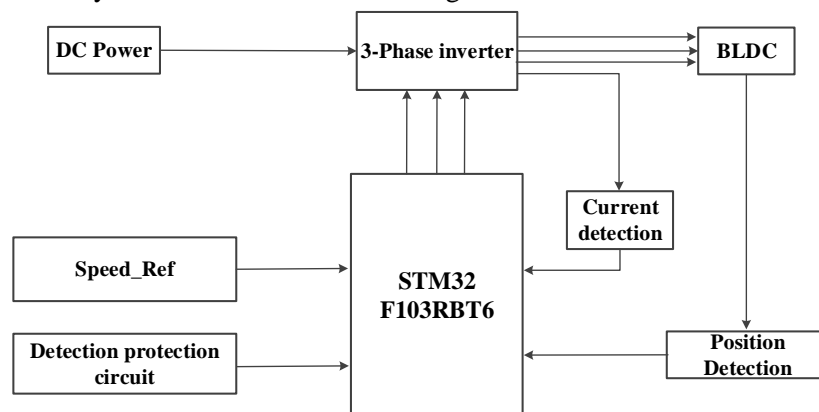 DC Power
3-Phase inverter
BLDC
Current
detection
Speed_Ref
STM32
F103RBT6
Detection protection
circuit
Position
Detection